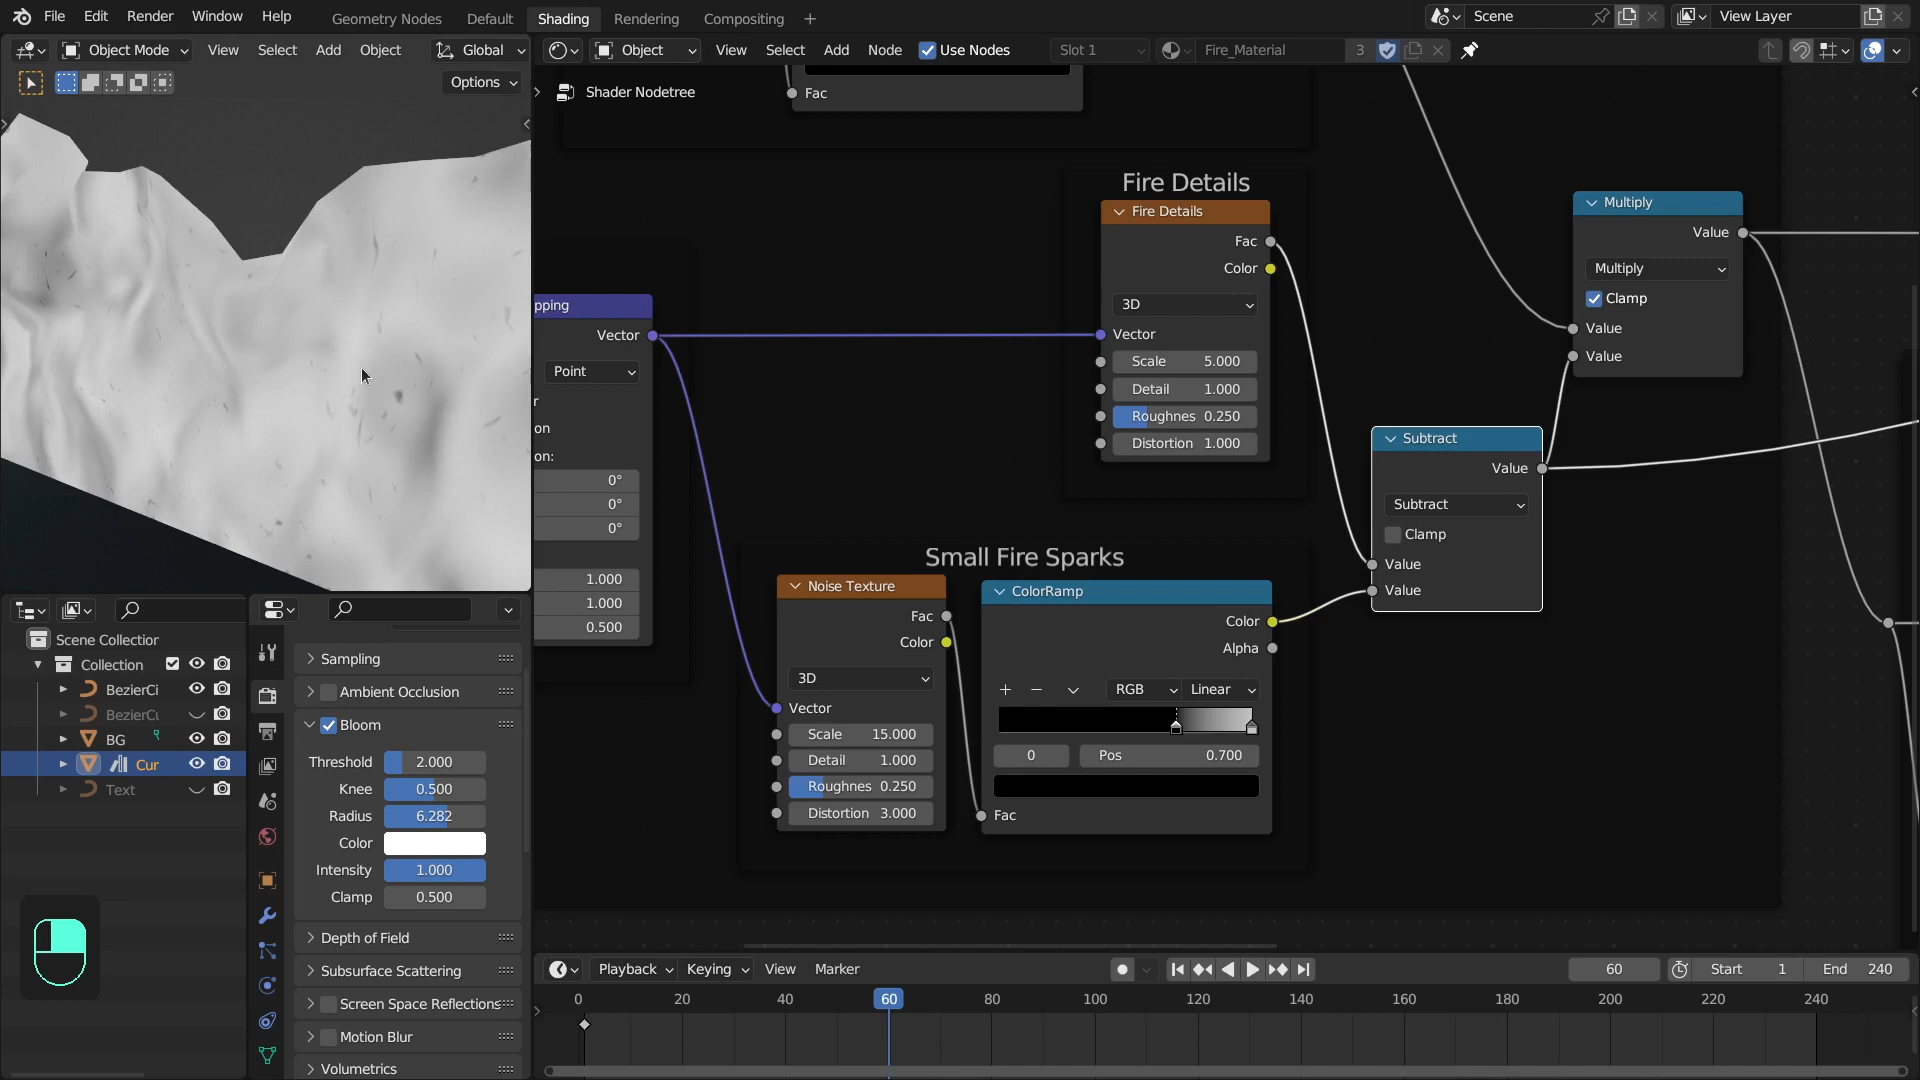 File Edit Render Window Help
Geometry Nodes Default Shading Rendering Compositing +
Scene
View Layer
Object Mode View Select Add Object Global
Options
Object View Select Add Node Use Nodes Slot 1 Fire_Material 3
Shader Nodetree
Fac
pping
Vector
Point
r
on
on:
0°
0°
0°
1.000
1.000
0.500
Fire Details
Fire Details
Fac
Color
3D
Vector
Scale 5.000
Detail 1.000
Roughnes 0.250
Distortion 1.000
Multiply
Value
Multiply
Clamp
Value
Value
Subtract
Value
Subtract
Clamp
Value
Value
Small Fire Sparks
Noise Texture
Fac
Color
3D
Vector
Scale 15.000
Detail 1.000
Roughnes 0.250
Distortion 3.000
ColorRamp
Color
Alpha
+ − RGB Linear
0 Pos 0.700
Fac
Scene Collection
Collection
BezierCi
BezierCu
BG
Cur
Text
Sampling
Ambient Occlusion
Bloom
Threshold 2.000
Knee 0.500
Radius 6.282
Color
Intensity 1.000
Clamp 0.500
Depth of Field
Subsurface Scattering
Screen Space Reflections
Motion Blur
Volumetrics
Playback Keying View Marker
60 Start 1 End 240
0 20 40 60 80 100 120 140 160 180 200 220 240